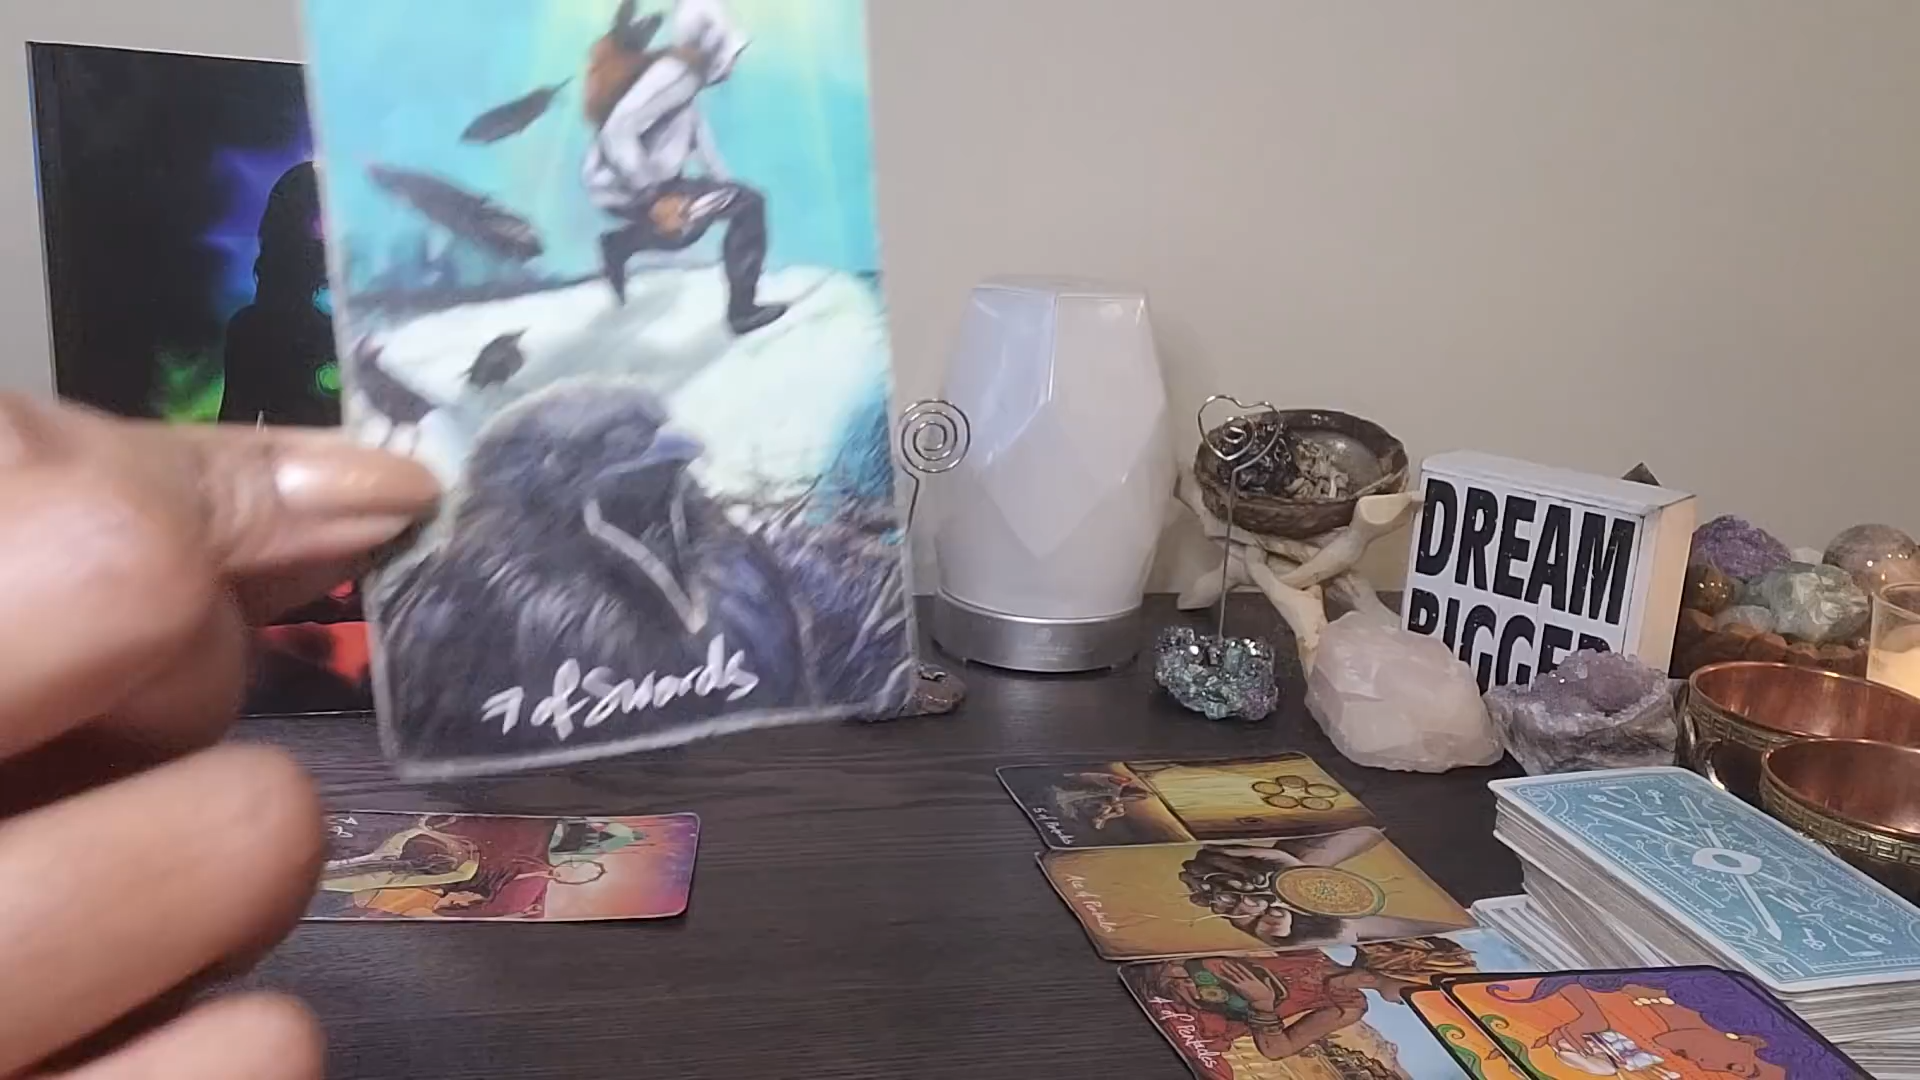 7 of Swords
DREAM
BIGGER
5 of Pentacles
Ace of Pentacles
4 of Pentacles